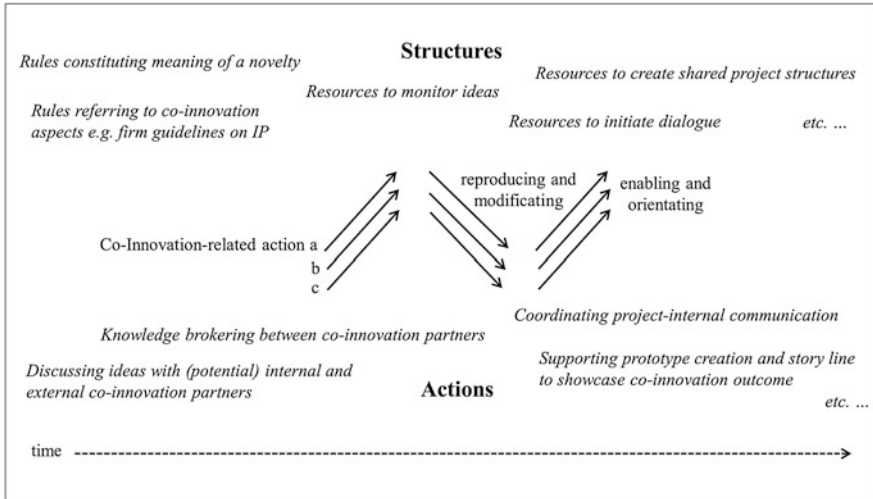 Structures
Rules constituting meaning of a novelty
Resources to create shared project structures
Resources to monitor ideas
Rules referring to co-innovation
aspects e.g. firm guidelines on IP
Resources to initiate dialogue
etc. ...
reproducing and
modificating
enabling and
orientating
Co-Innovation-related action a
b
c
Coordinating project-internal communication
Knowledge brokering between co-innovation partners
Supporting prototype creation and story line
to showcase co-innovation outcome
Discussing ideas with (potential) internal and
external co-innovation partners
Actions
etc. ...
time